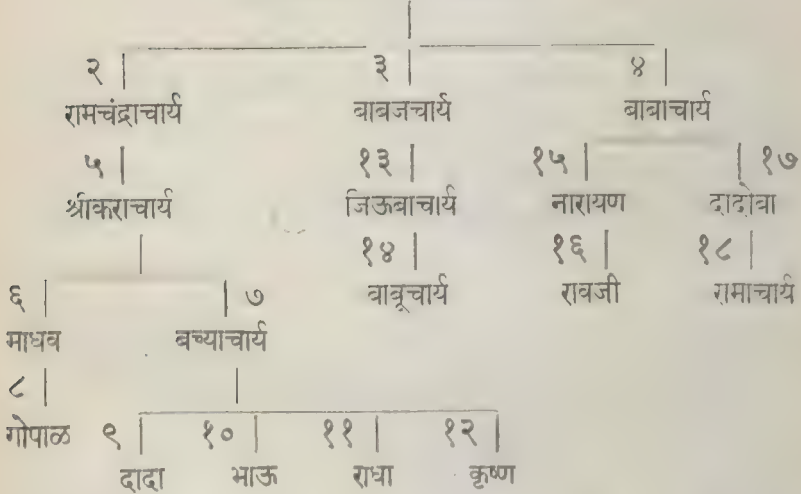 २ ३ ४
रामचंद्राचार्य बाबजचार्य बाबाचार्य
५ १३ १५ १७
श्रीकराचार्य जिऊबाचार्य नारायण दादोबा
१४ १६ १८
६ ७ बाबूचार्य रावजी रामाचार्य
माधव बच्याचार्य
८
गोपाळ ९ १० ११ १२
दादा भाऊ राधा कृष्ण